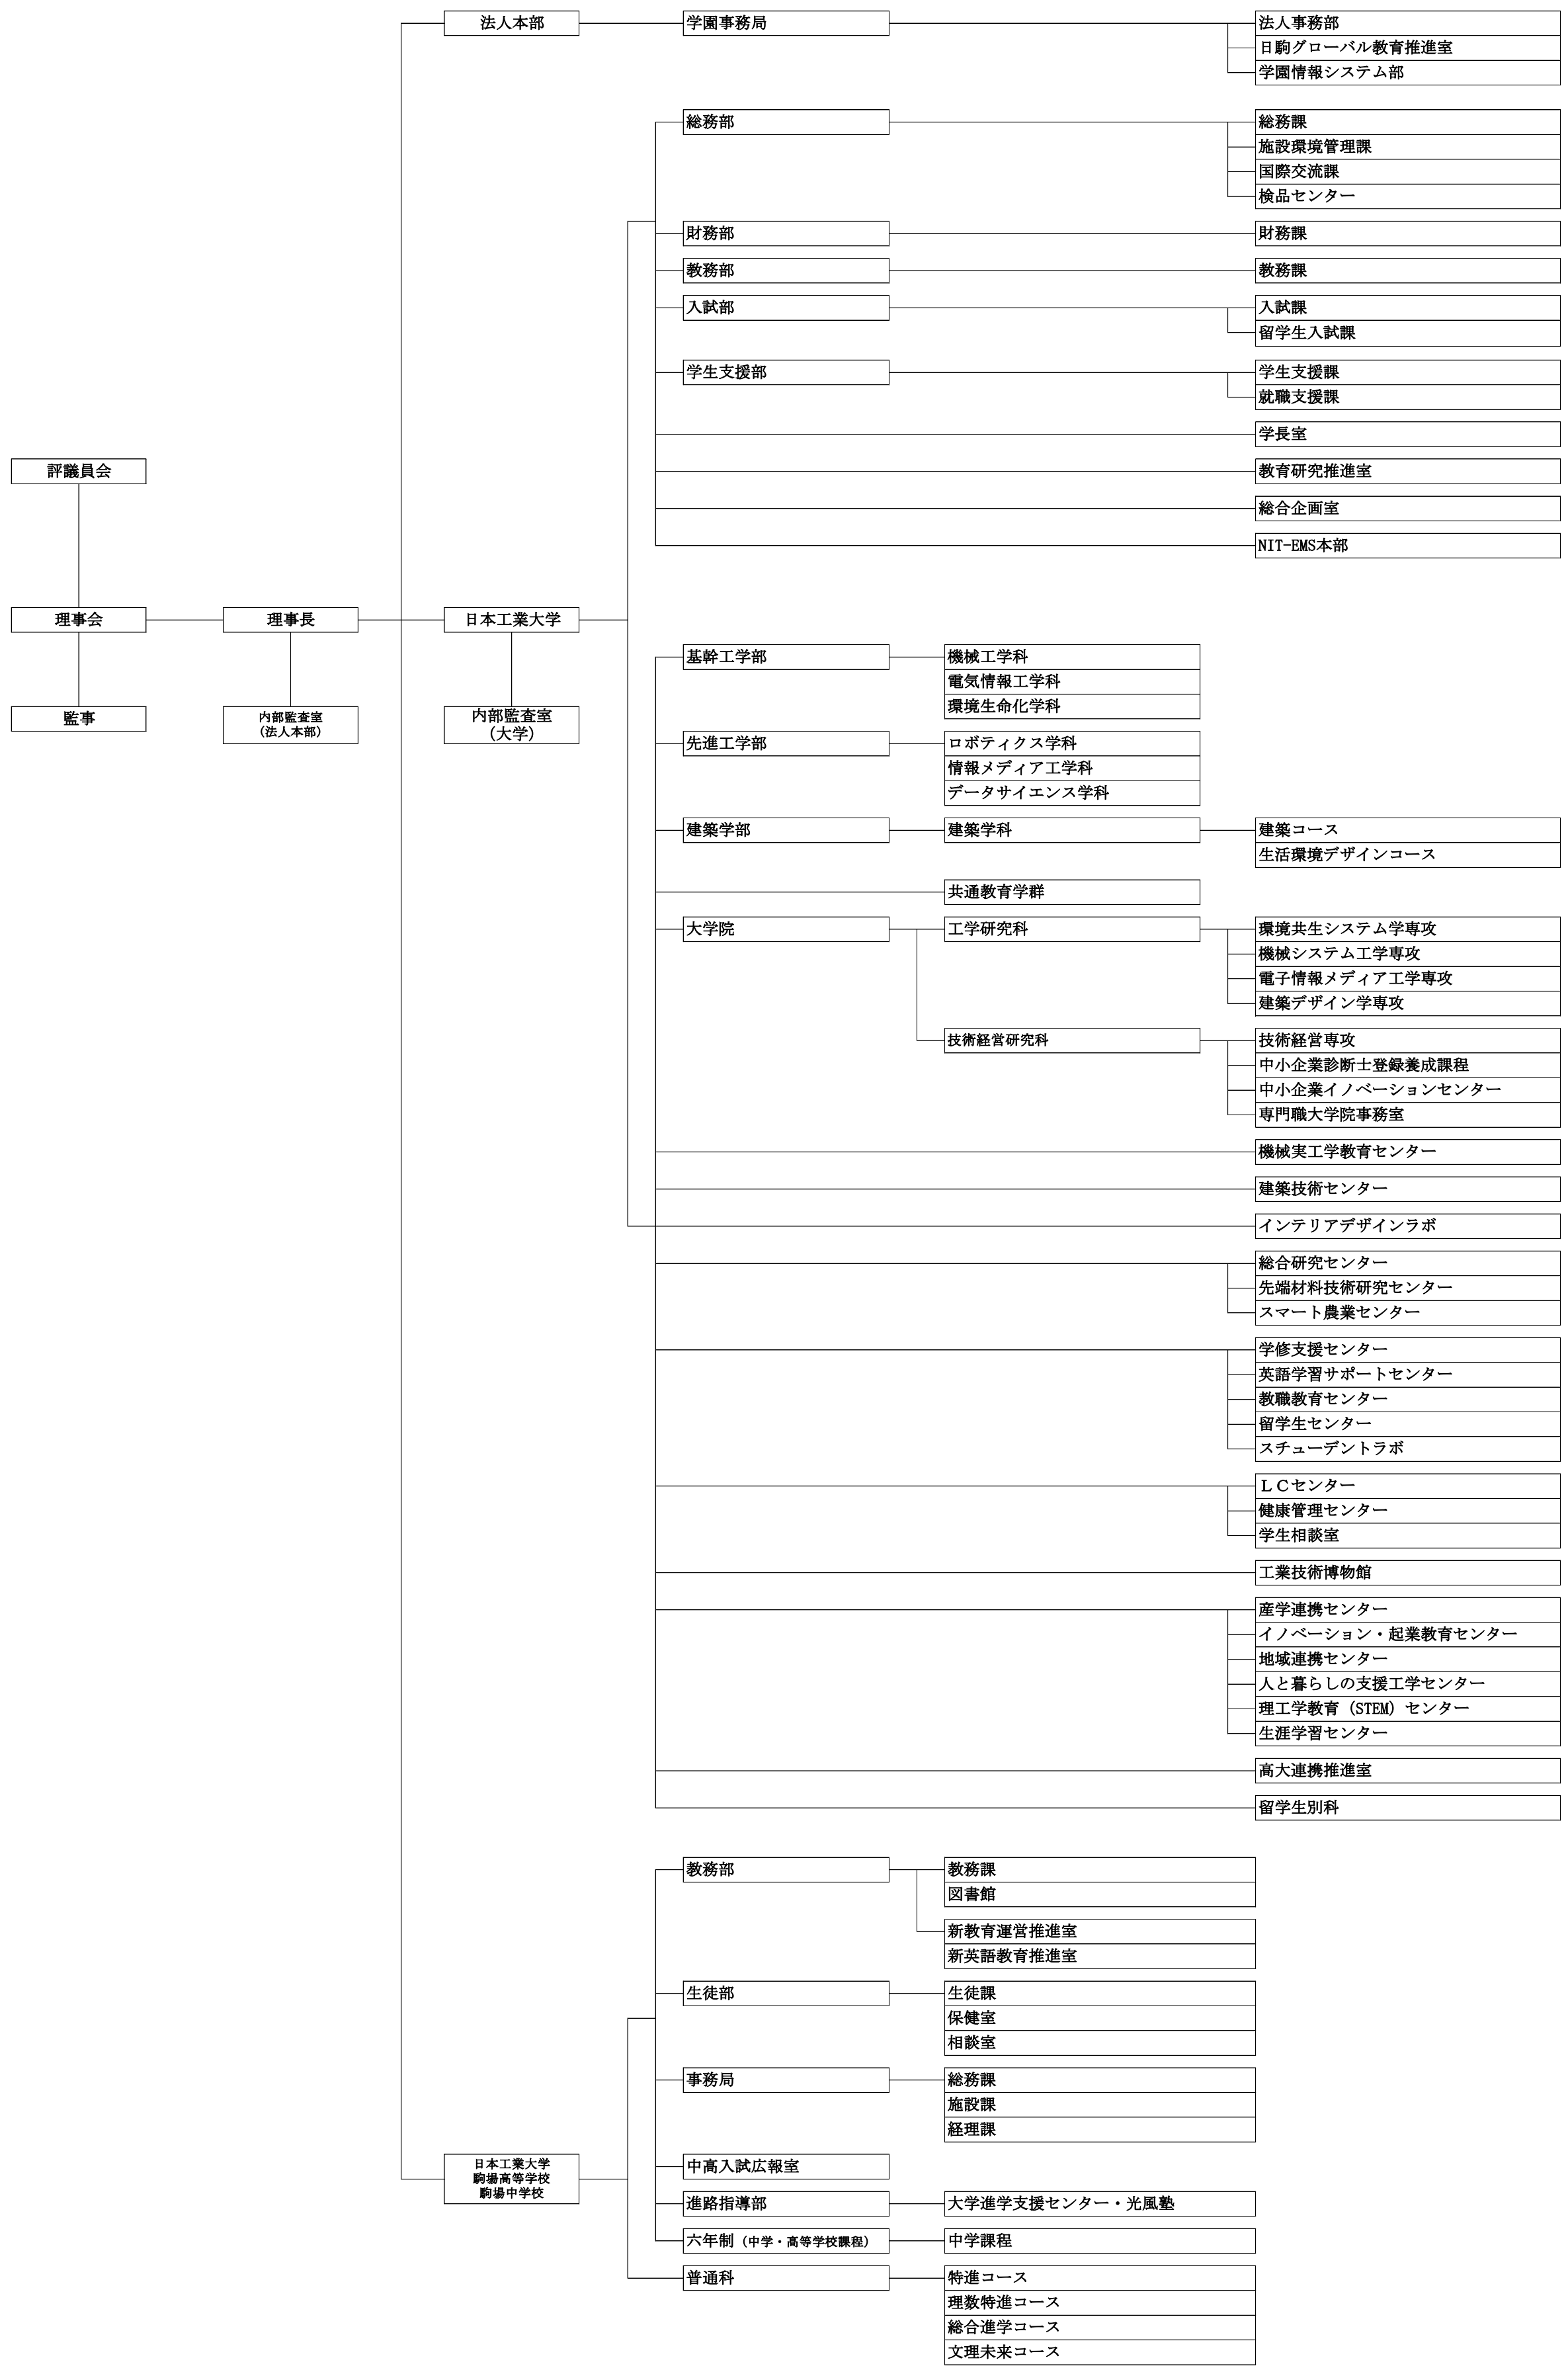 法人本部
学園事務局
法人事務部
日駒グローバル教育推進室
学園情報システム部
総務部
総務課
施設環境管理課
国際交流課
検品センター
財務部
財務課
教務部
教務課
入試部
入試課
留学生入試課
学生支援部
学生支援課
就職支援課
学長室
評議員会
教育研究推進室
総合企画室
NIT-EMS本部
理事会
理事長
日本工業大学
監事
内部監査室
(法人本部)
内部監査室
(大学)
基幹工学部
機械工学科
電気情報工学科
環境生命化学科
先進工学部
ロボティクス学科
情報メディア工学科
データサイエンス学科
建築学部
建築学科
建築コース
生活環境デザインコース
共通教育学群
大学院
工学研究科
環境共生システム学専攻
機械システム工学専攻
電子情報メディア工学専攻
建築デザイン学専攻
技術経営研究科
技術経営専攻
中小企業診断士登録養成課程
中小企業イノベーションセンター
専門職大学院事務室
機械実工学教育センター
建築技術センター
インテリアデザインラボ
総合研究センター
先端材料技術研究センター
スマート農業センター
学修支援センター
英語学習サポートセンター
教職教育センター
留学生センター
スチューデントラボ
ＬＣセンター
健康管理センター
学生相談室
工業技術博物館
産学連携センター
イノベーション・起業教育センター
地域連携センター
人と暮らしの支援工学センター
理工学教育（STEM）センター
生涯学習センター
高大連携推進室
留学生別科
教務部
教務課
図書館
新教育運営推進室
新英語教育推進室
生徒部
生徒課
保健室
相談室
事務局
総務課
施設課
経理課
日本工業大学
駒場高等学校
駒場中学校
中高入試広報室
進路指導部
大学進学支援センター・光風塾
六年制（中学・高等学校課程）
中学課程
普通科
特進コース
理数特進コース
総合進学コース
文理未来コース